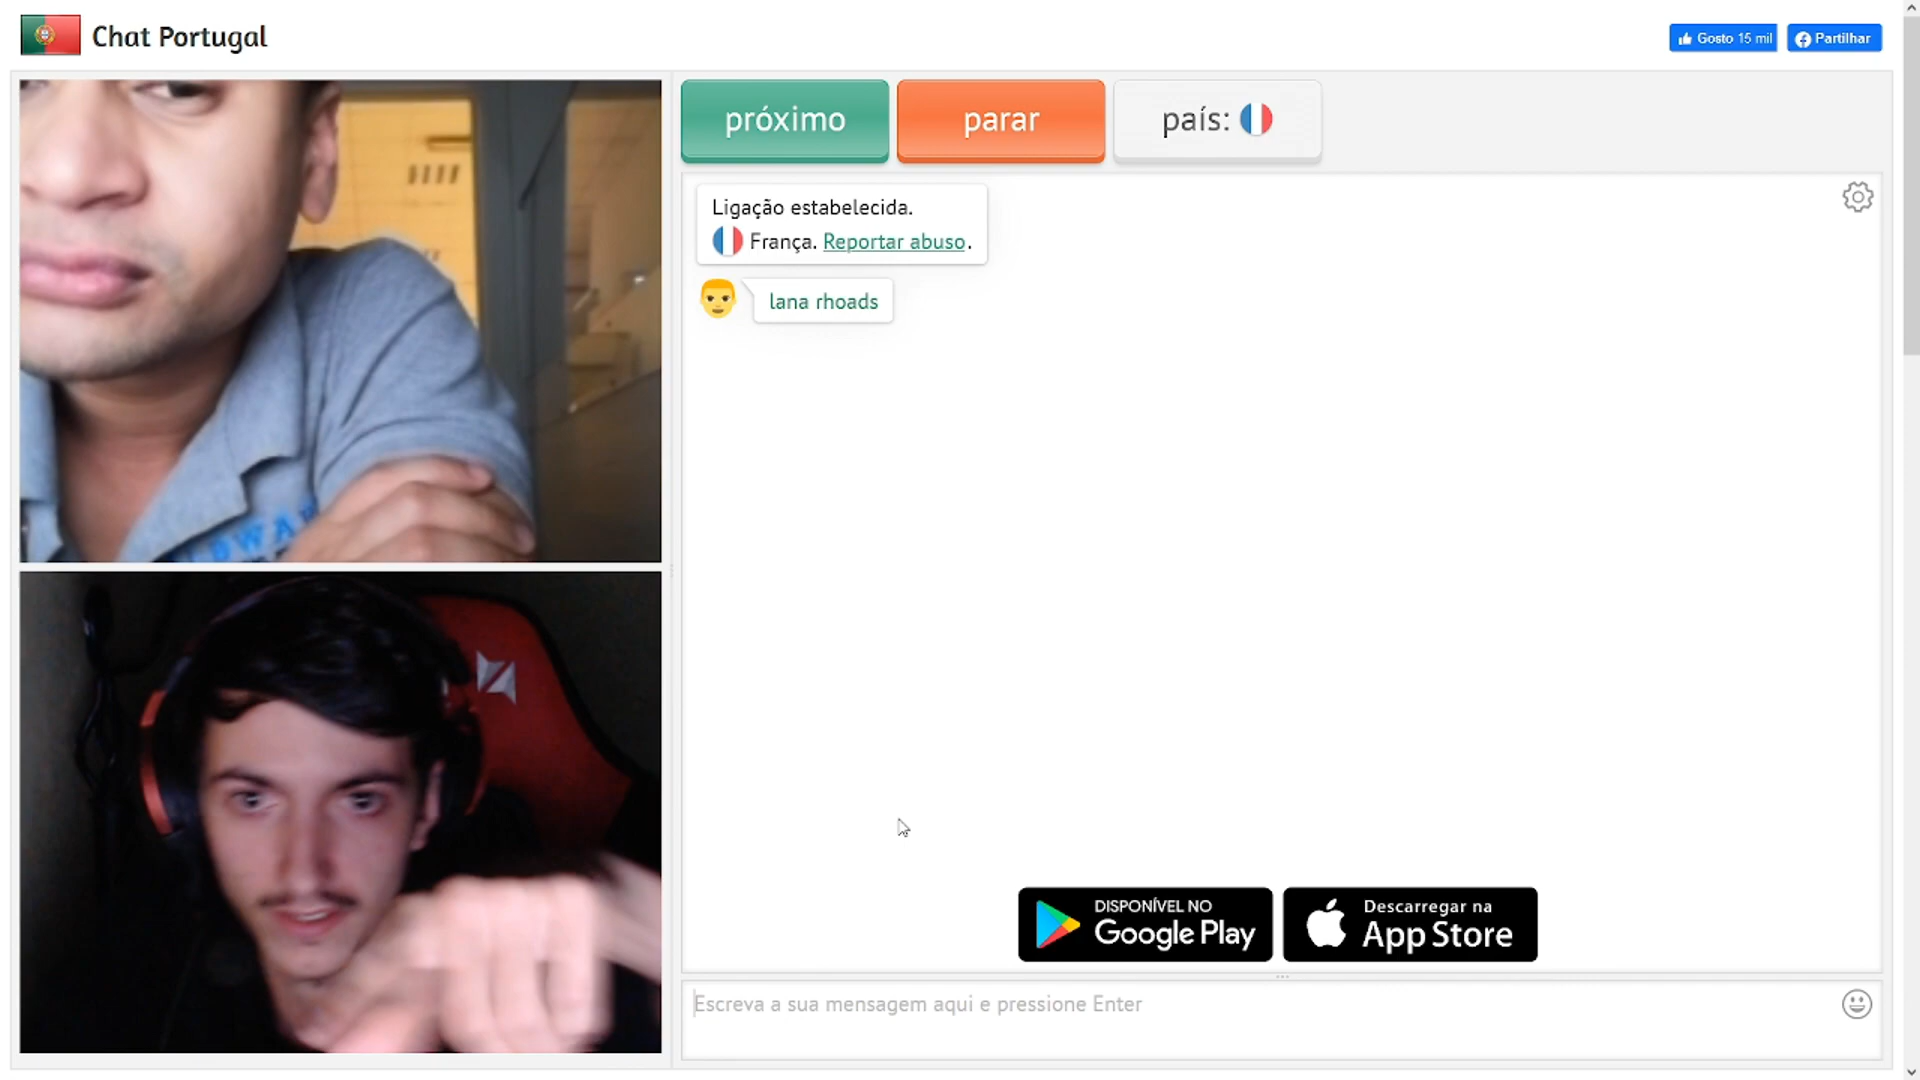 Chat Portugal
Gosto 15 mil
Partilhar
próximo
parar
país:
Ligação estabelecida.
França. Reportar abuso.
lana rhoads
DISPONÍVEL NO
Google Play
Descarregar na
App Store
Escreva a sua mensagem aqui e pressione Enter